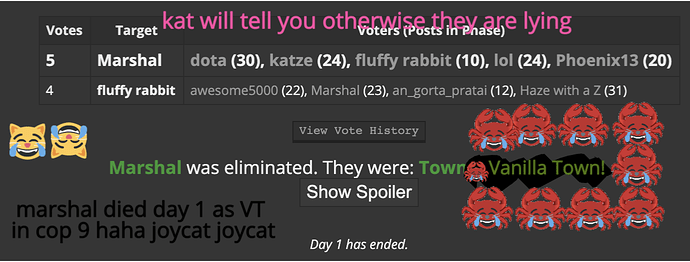 kat will tell you otherwise they are lying
Votes Target Voters (Posts in Phase)
5 Marshal dota (30), katze (24), fluffy rabbit (10), lol (24), Phoenix13 (20)
4 fluffy rabbit awesome5000 (22), Marshal (23), an_gorta_pratai (12), Haze with a Z (31)
View Vote History
Marshal was eliminated. They were: Town Vanilla Town!
Show Spoiler
marshal died day 1 as VT
in cop 9 haha joycat joycat
Day 1 has ended.